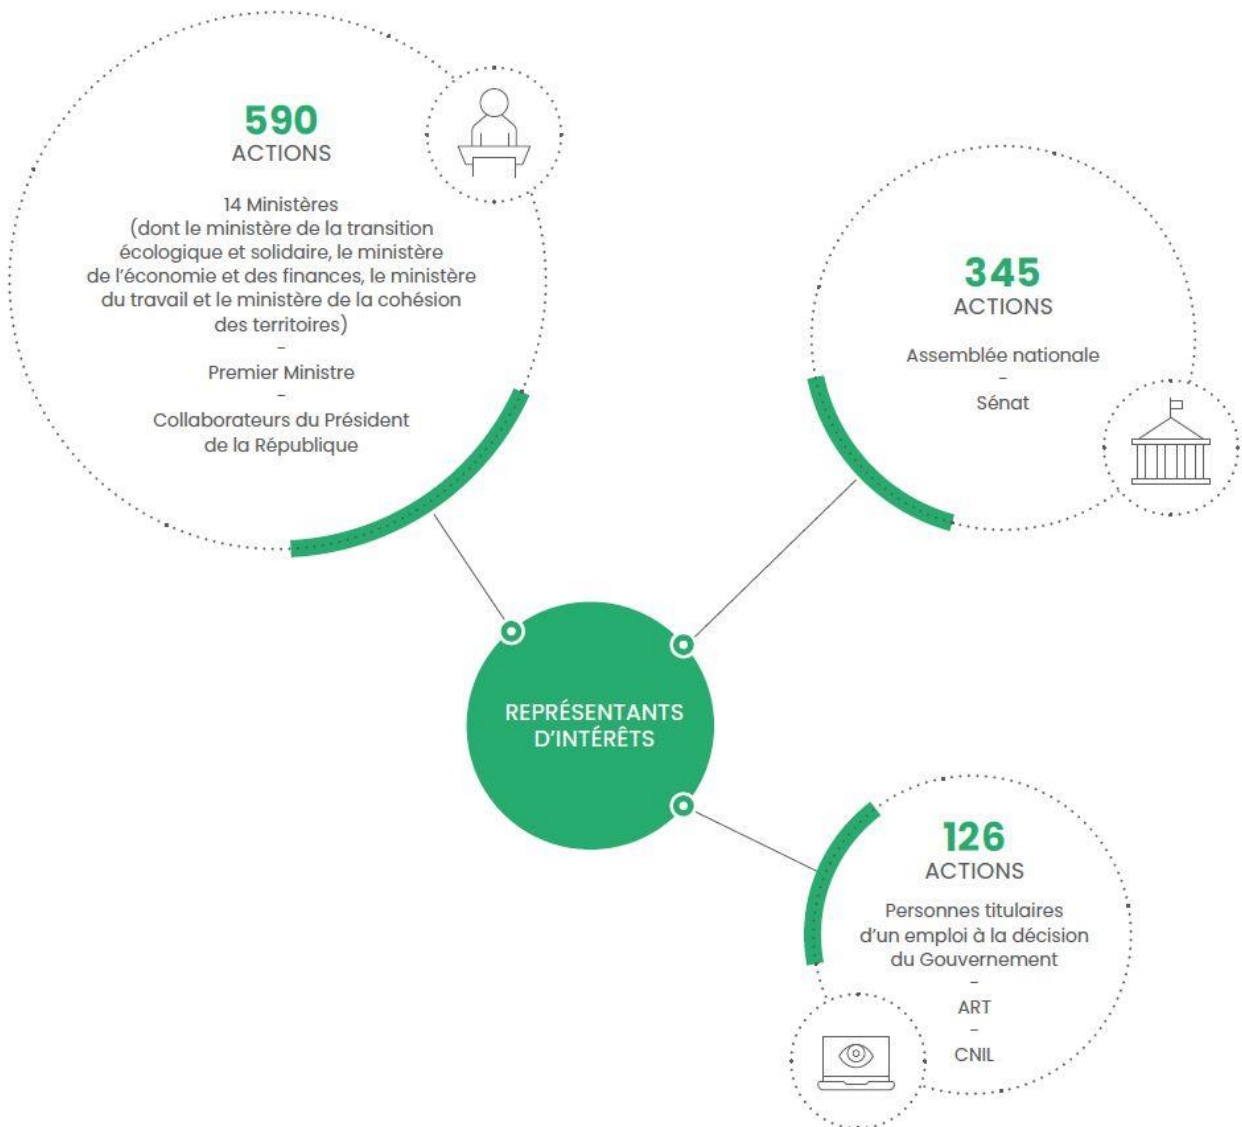 590
ACTIONS
14 Ministères
(dont le ministère de la transition
écologique et solidaire, le ministère
de l'économie et des finances, le ministère
du travail et le ministère de la cohésion
des territoires)
-
Premier Ministre
-
Collaborateurs du Président
de la République
345
ACTIONS
Assemblée nationale
-
Sénat
REPRÉSENTANTS
D'INTÉRÊTS
126
ACTIONS
Personnes titulaires
d'un emploi à la décision
du Gouvernement
-
ART
-
CNIL